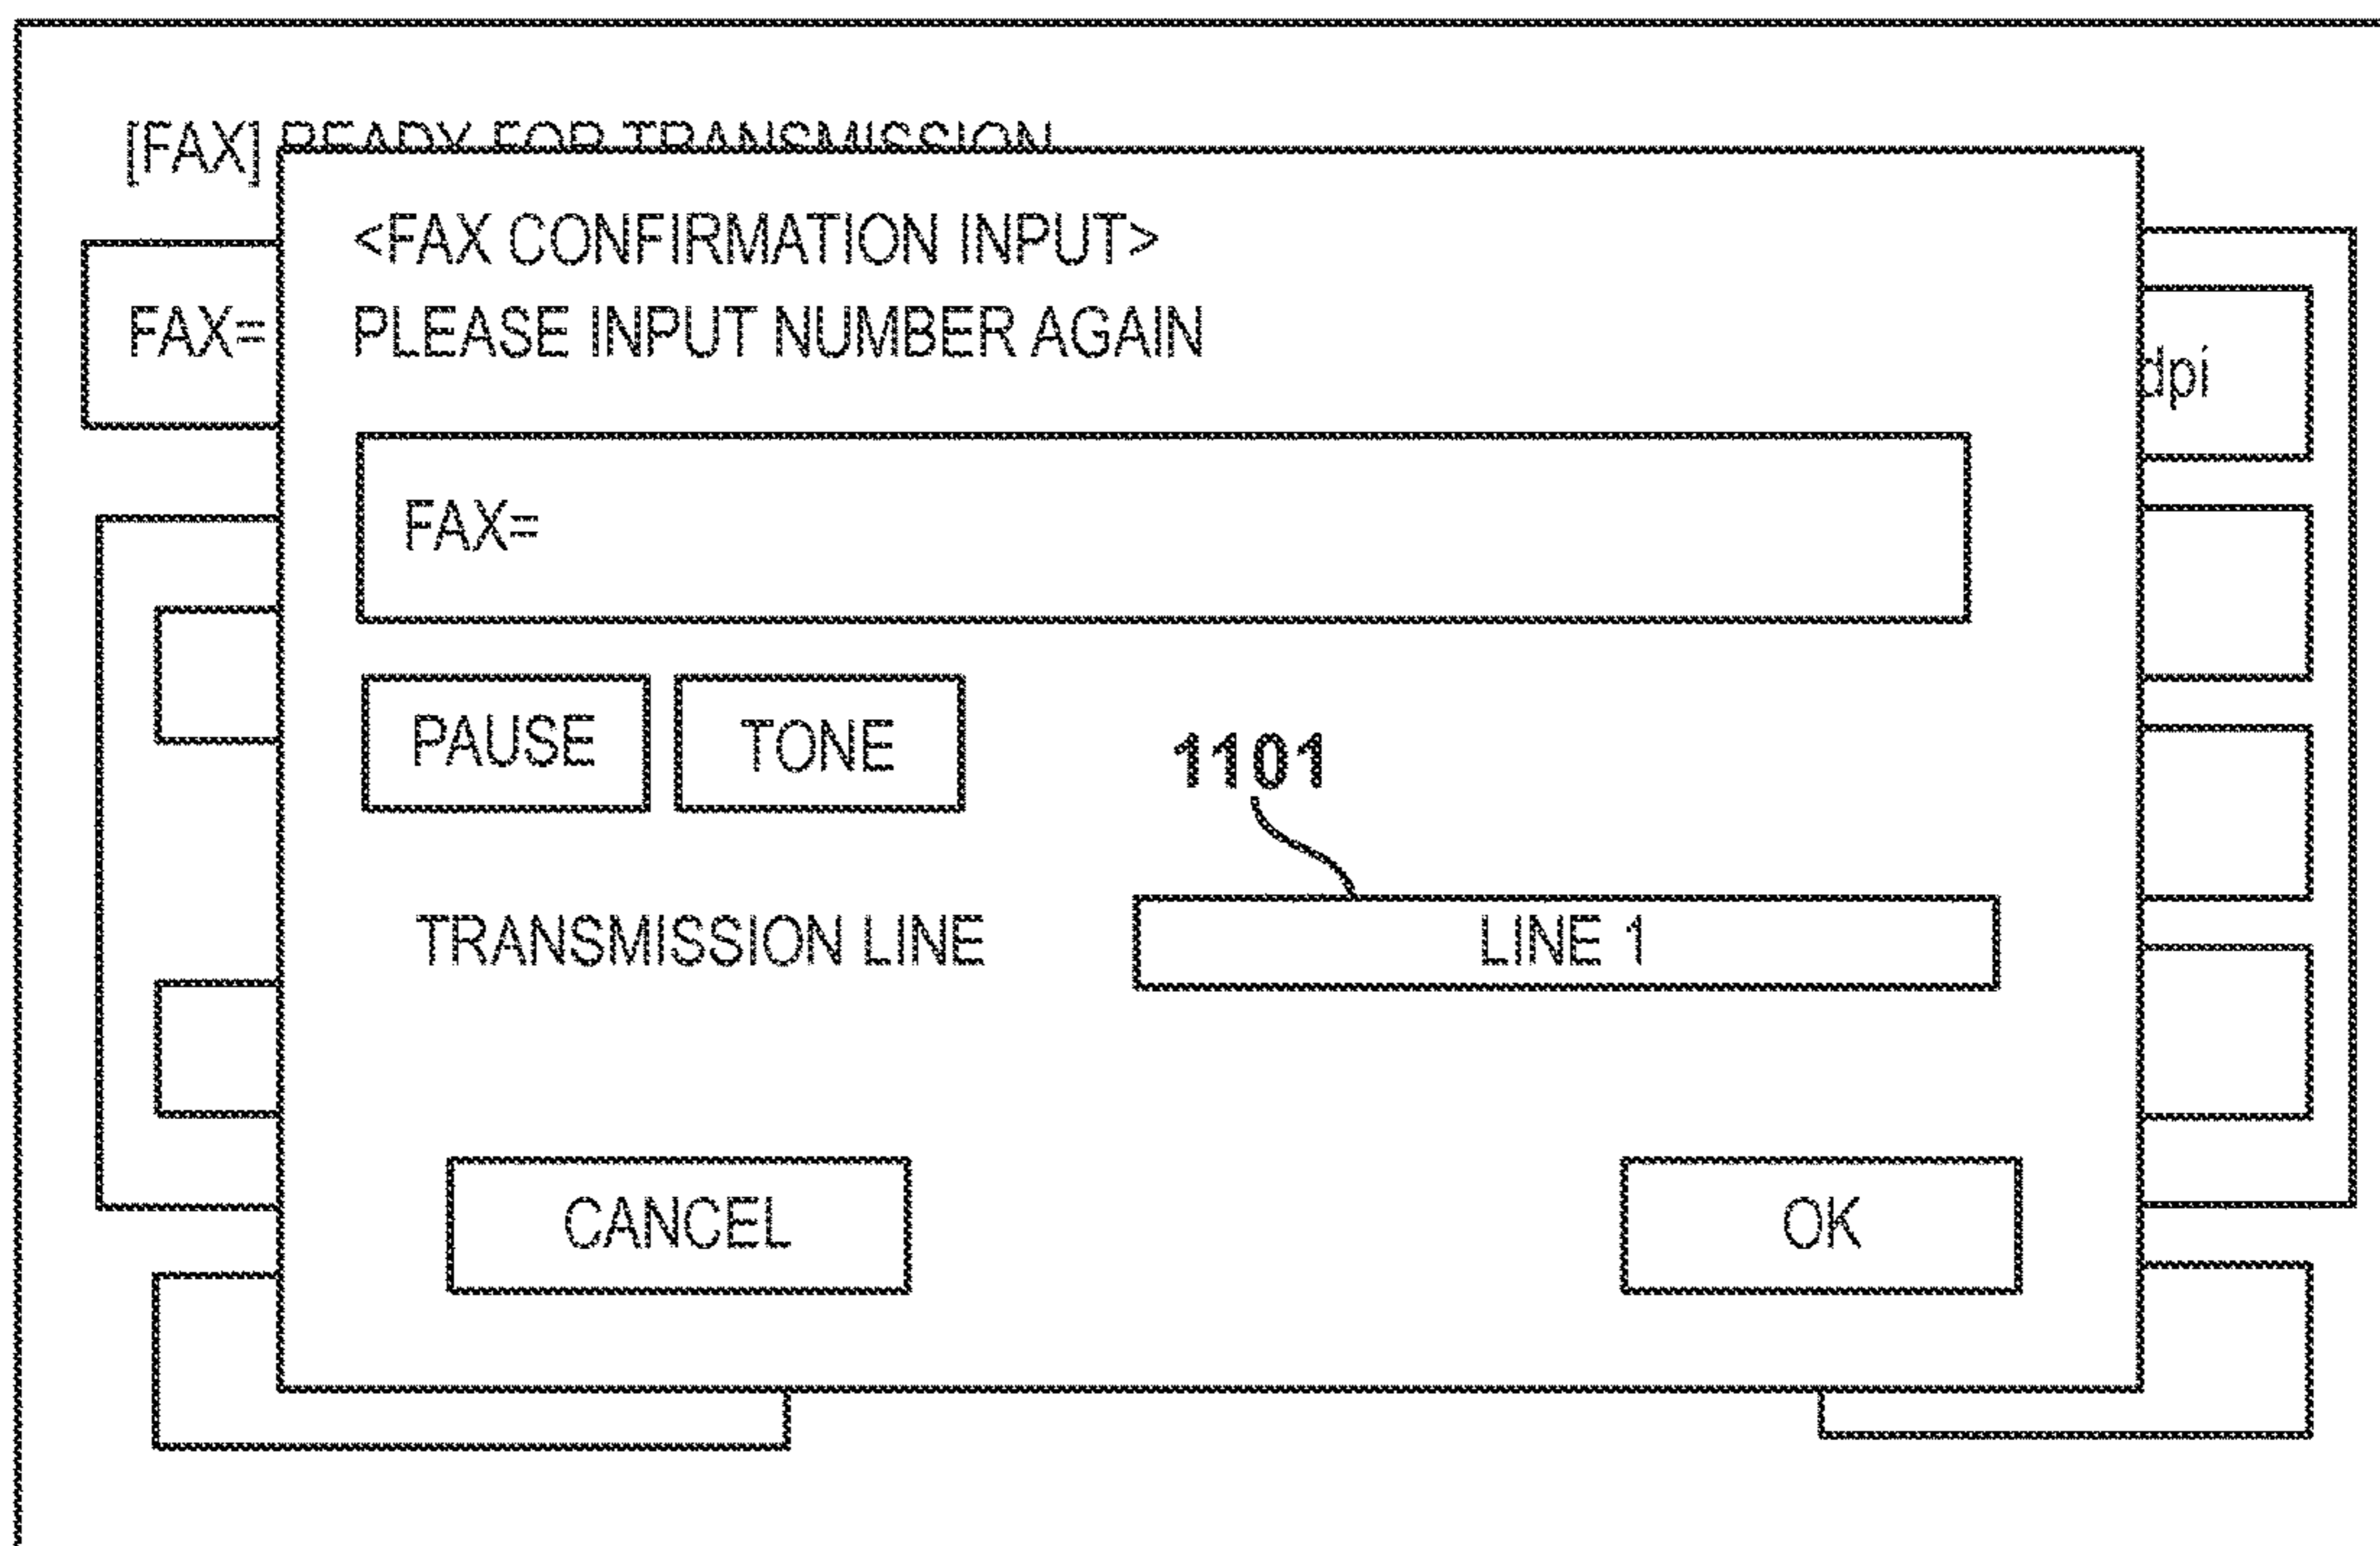 [FAX] READY FOR TRANSMISSION
<FAX CONFIRMATION INPUT>
FAX= PLEASE INPUT NUMBER AGAIN
dpi
FAX=
PAUSE TONE
1101
TRANSMISSION LINE LINE 1
CANCEL OK